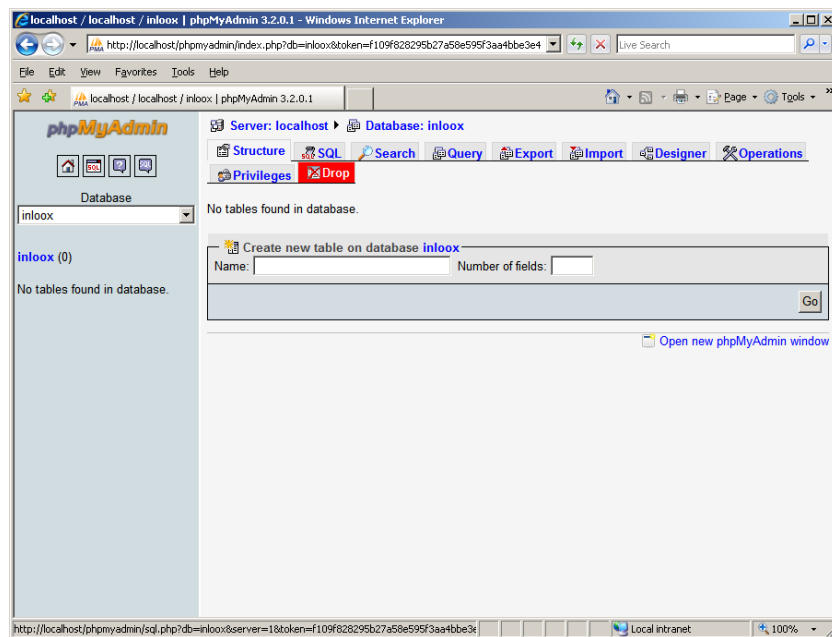 localhost / localhost / inloox | phpMyAdmin 3.2.0.1 - Windows Internet Explorer
http://localhost/phpmyadmin/index.php?db=inloox&token=f109f828295b27a58e595f3aa4bbe3e4
Live Search
File Edit View Favorites Tools Help
localhost / localhost / inloox | phpMyAdmin 3.2.0.1
Page Tools
phpMyAdmin
Database
inloox
inloox (0)
No tables found in database.
Server: localhost Database: inloox
Structure SQL Search Query Export Import Designer Operations
Privileges Drop
No tables found in database.
Create new table on database inloox
Name: Number of fields:
Go
Open new phpMyAdmin window
http://localhost/phpmyadmin/sql.php?db=inloox&server=1&token=f109f828295b27a58e595f3aa4bbe3e
Local intranet
100%